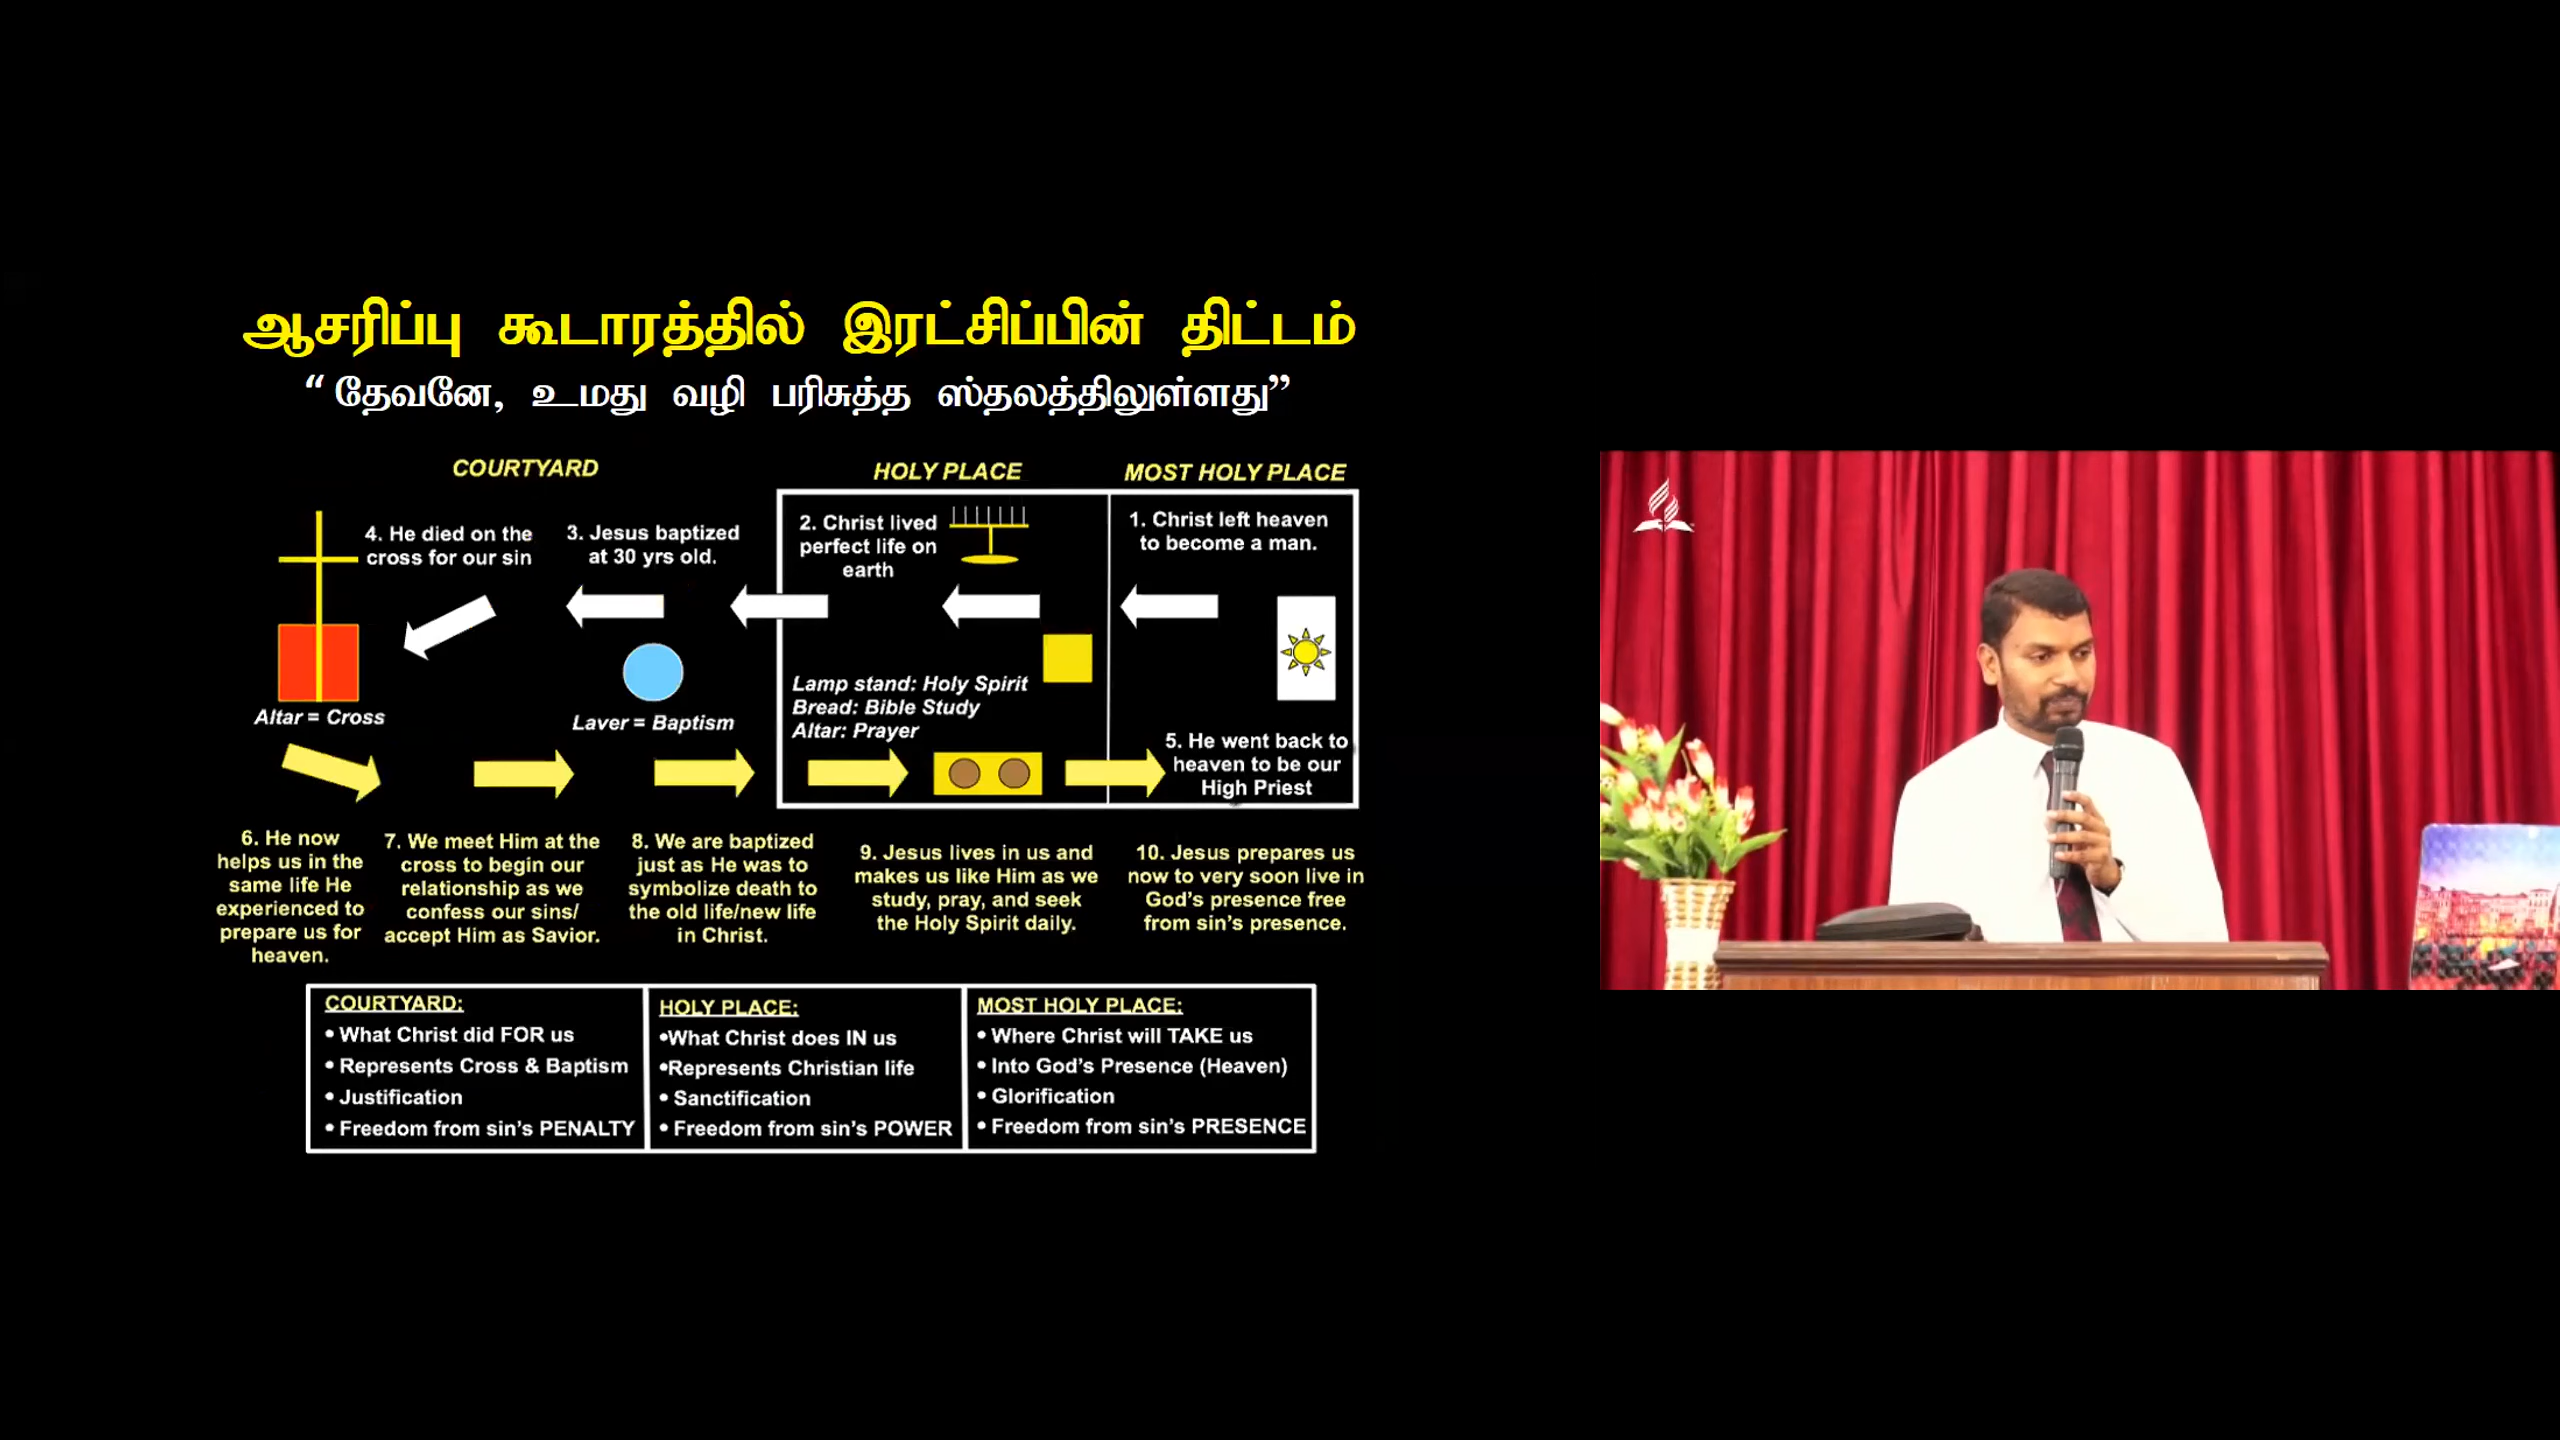 ஆசரிப்பு கூடாரத்தில் இரட்சிப்பின் திட்டம்
“ தேவனே, உமது வழி பரிசுத்த ஸ்தலத்திலுள்ளது”
COURTYARD
HOLY PLACE
MOST HOLY PLACE
4. He died on the
cross for our sin
3. Jesus baptized
at 30 yrs old.
2. Christ lived
perfect life on
earth
1. Christ left heaven
to become a man.
Altar = Cross
Laver = Baptism
Lamp stand: Holy Spirit
Bread: Bible Study
Altar: Prayer
5. He went back to
heaven to be our
High Priest
6. He now
helps us in the
same life He
experienced to
prepare us for
heaven.
7. We meet Him at the
cross to begin our
relationship as we
confess our sins/
accept Him as Savior.
8. We are baptized
just as He was to
symbolize death to
the old life/new life
in Christ.
9. Jesus lives in us and
makes us like Him as we
study, pray, and seek
the Holy Spirit daily.
10. Jesus prepares us
now to very soon live in
God's presence free
from sin's presence.
COURTYARD:
• What Christ did FOR us
• Represents Cross & Baptism
• Justification
• Freedom from sin's PENALTY
HOLY PLACE:
•What Christ does IN us
•Represents Christian life
• Sanctification
• Freedom from sin's POWER
MOST HOLY PLACE:
• Where Christ will TAKE us
• Into God's Presence (Heaven)
• Glorification
• Freedom from sin's PRESENCE